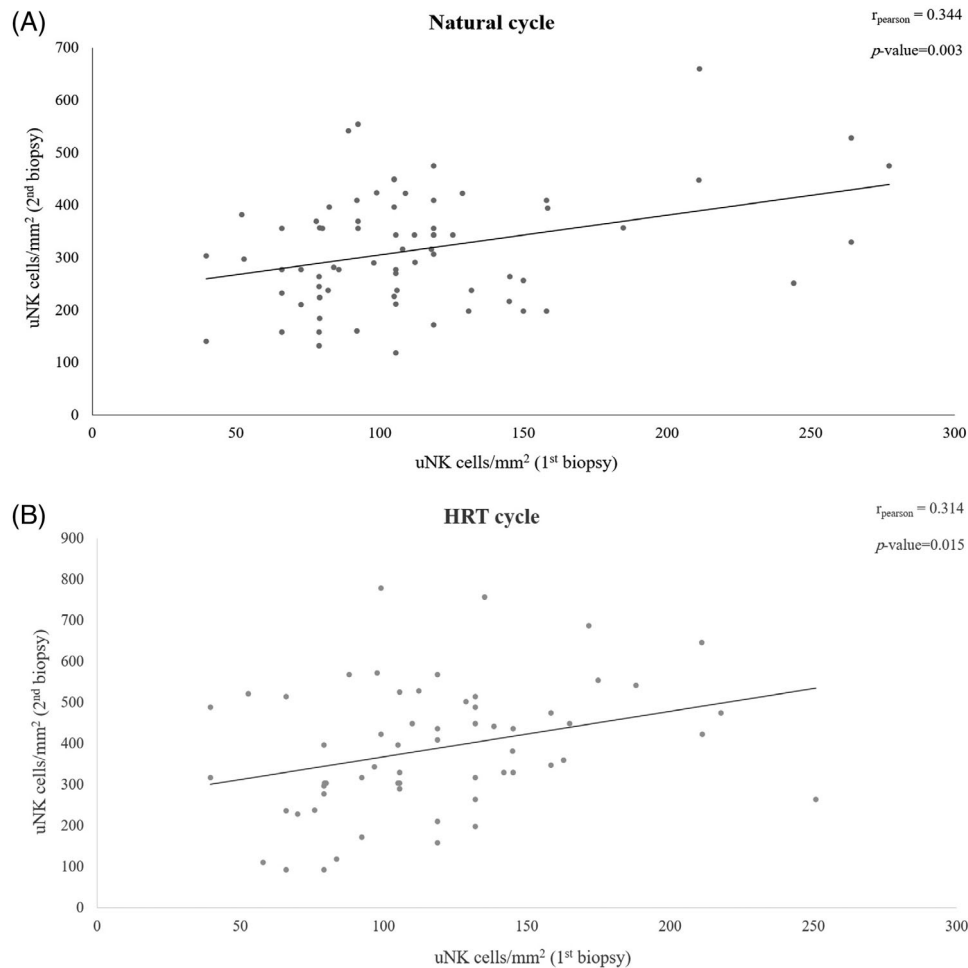 (A)
Natural cycle
r_pearson = 0.344
p-value=0.003
uNK cells/mm² (2nd biopsy)
700
600
500
400
300
200
100
0
0 50 100 150 200 250 300
uNK cells/mm² (1st biopsy)
(B)
HRT cycle
r_pearson = 0.314
p-value=0.015
uNK cells/mm² (2nd biopsy)
900
800
700
600
500
400
300
200
100
0
0 50 100 150 200 250 300
uNK cells/mm² (1st biopsy)